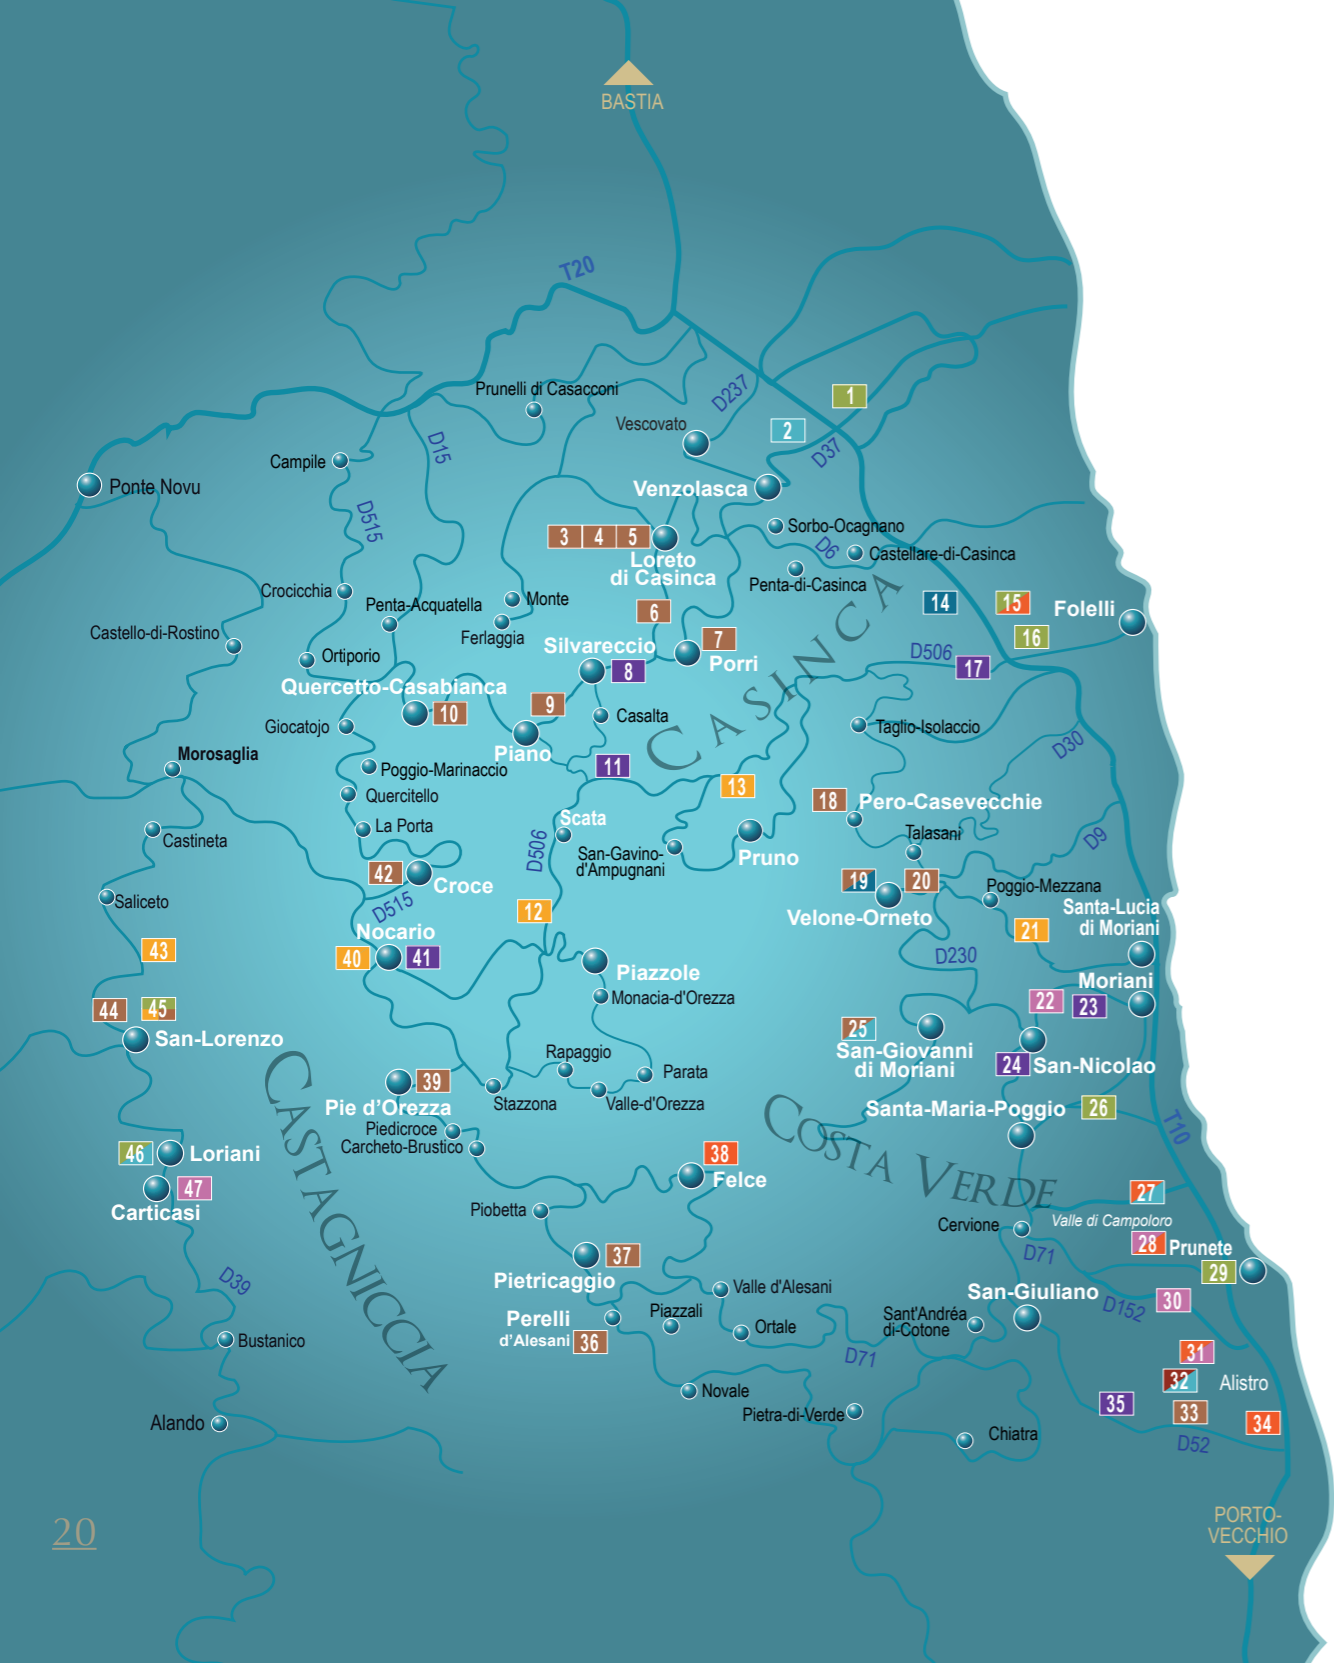 BASTIA
T20
Prunelli di Casacconi
D237
1
Vescovato
2
D15
D37
Campile
Ponte Novu
Venzolasca
D515
Sorbo-Ocagnano
3 4 5
D6
Castellare-di-Casinca
Loreto
di Casinca
Penta-di-Casinca
Crocicchia
Monte
Penta-Acquatella
6
14
15
Folelli
Castello-di-Rostino
Ferlaggia
7
16
Silvareccio
Porri
D506
17
Ortiporio
8
CASINCA
Quercetto-Casabianca
10
9
Casalta
Giocatojo
Taglio-Isolaccio
Piano
D30
Morosaglia
Poggio-Marinaccio
11
13
Quercitello
18
Pero-Casevecchie
La Porta
Scata
Talasani
D9
Castineta
D506
San-Gavino-
d'Ampugnani
Pruno
42
Croce
19
20
Poggio-Mezzana
Saliceto
D515
12
Velone-Orneto
Santa-Lucia
di Moriani
Nocario
21
43
40
41
D230
Piazzole
Moriani
Monacia-d'Orezza
22
23
44
45
25
San-Lorenzo
San-Giovanni
di Moriani
24
San-Nicolao
Rapaggio
Parata
39
Pie d'Orezza
Stazzona
Valle-d'Orezza
Santa-Maria-Poggio
26
Piedicroce
Carcheto-Brustico
T10
46
Loriani
38
Felce
COSTA VERDE
47
Carticasi
27
CASTAGNICCIA
Piobetta
Cervione
Valle di Campoloro
28
Prunete
37
D71
29
Pietricaggio
D39
Valle d'Alesani
San-Giuliano
D152
30
Perelli
d'Alesani
36
Piazzali
Ortale
Sant'Andréa
di-Cotone
Bustanico
D71
31
32
Alistro
Novale
35
33
34
Pietra-di-Verde
Alando
Chiatra
D52
20
PORTO-
VECCHIO